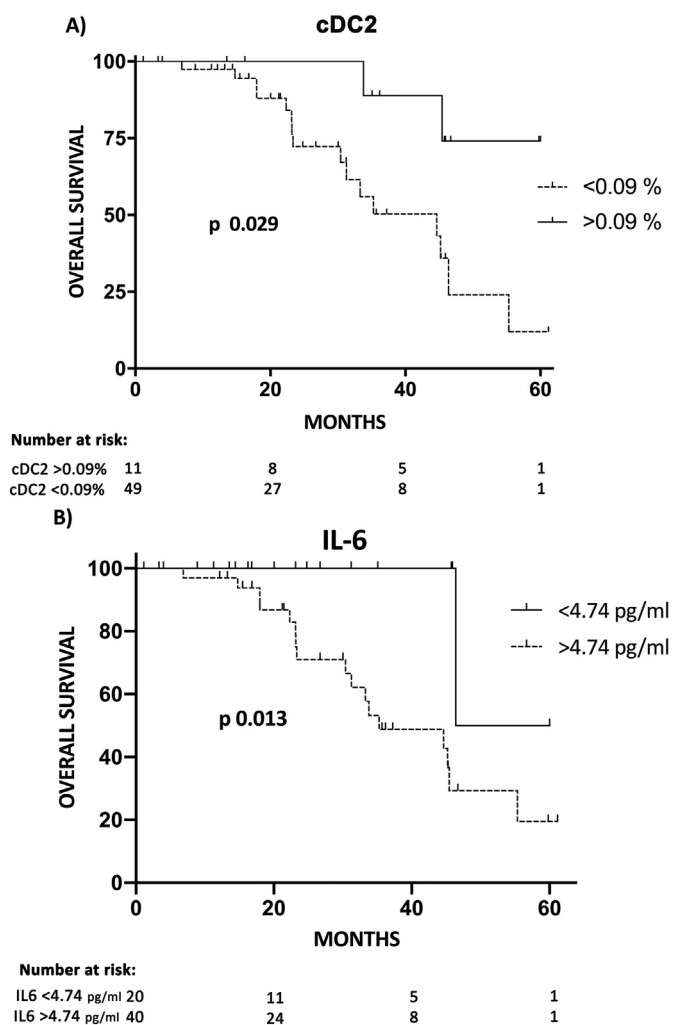 A)
cDC2
100
75
50
25
0
OVERALL SURVIVAL
p 0.029
<0.09 %
>0.09 %
0 20 40 60
MONTHS
Number at risk:
cDC2 >0.09% 11 8 5 1
cDC2 <0.09% 49 27 8 1
B)
IL-6
100
80
60
40
20
0
OVERALL SURVIVAL
p 0.013
<4.74 pg/ml
>4.74 pg/ml
0 20 40 60
MONTHS
Number at risk:
IL6 <4.74 pg/ml 20 11 5 1
IL6 >4.74 pg/ml 40 24 8 1